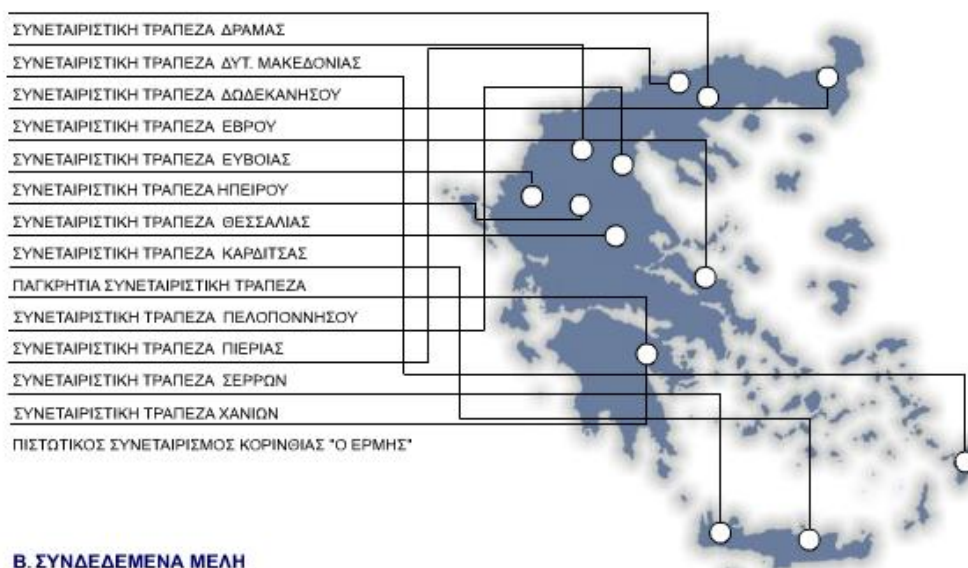 ΣΥΝΕΤΑΙΡΙΣΤΙΚΗ ΤΡΑΠΕΖΑ ΔΡΑΜΑΣ
ΣΥΝΕΤΑΙΡΙΣΤΙΚΗ ΤΡΑΠΕΖΑ ΔΥΤ. ΜΑΚΕΔΟΝΙΑΣ
ΣΥΝΕΤΑΙΡΙΣΤΙΚΗ ΤΡΑΠΕΖΑ ΔΩΔΕΚΑΝΗΣΟΥ
ΣΥΝΕΤΑΙΡΙΣΤΙΚΗ ΤΡΑΠΕΖΑ ΕΒΡΟΥ
ΣΥΝΕΤΑΙΡΙΣΤΙΚΗ ΤΡΑΠΕΖΑ ΕΥΒΟΙΑΣ
ΣΥΝΕΤΑΙΡΙΣΤΙΚΗ ΤΡΑΠΕΖΑ ΗΠΕΙΡΟΥ
ΣΥΝΕΤΑΙΡΙΣΤΙΚΗ ΤΡΑΠΕΖΑ ΘΕΣΣΑΛΙΑΣ
ΣΥΝΕΤΑΙΡΙΣΤΙΚΗ ΤΡΑΠΕΖΑ ΚΑΡΔΙΤΣΑΣ
ΠΑΓΚΡΗΤΙΑ ΣΥΝΕΤΑΙΡΙΣΤΙΚΗ ΤΡΑΠΕΖΑ
ΣΥΝΕΤΑΙΡΙΣΤΙΚΗ ΤΡΑΠΕΖΑ ΠΕΛΟΠΟΝΝΗΣΟΥ
ΣΥΝΕΤΑΙΡΙΣΤΙΚΗ ΤΡΑΠΕΖΑ ΠΙΕΡΙΑΣ
ΣΥΝΕΤΑΙΡΙΣΤΙΚΗ ΤΡΑΠΕΖΑ ΣΕΡΡΩΝ
ΣΥΝΕΤΑΙΡΙΣΤΙΚΗ ΤΡΑΠΕΖΑ ΧΑΝΙΩΝ
ΠΙΣΤΩΤΙΚΟΣ ΣΥΝΕΤΑΙΡΙΣΜΟΣ ΚΟΡΙΝΘΙΑΣ "Ο ΕΡΜΗΣ"
Β. ΣΥΝΔΕΔΕΜΕΝΑ ΜΕΛΗ